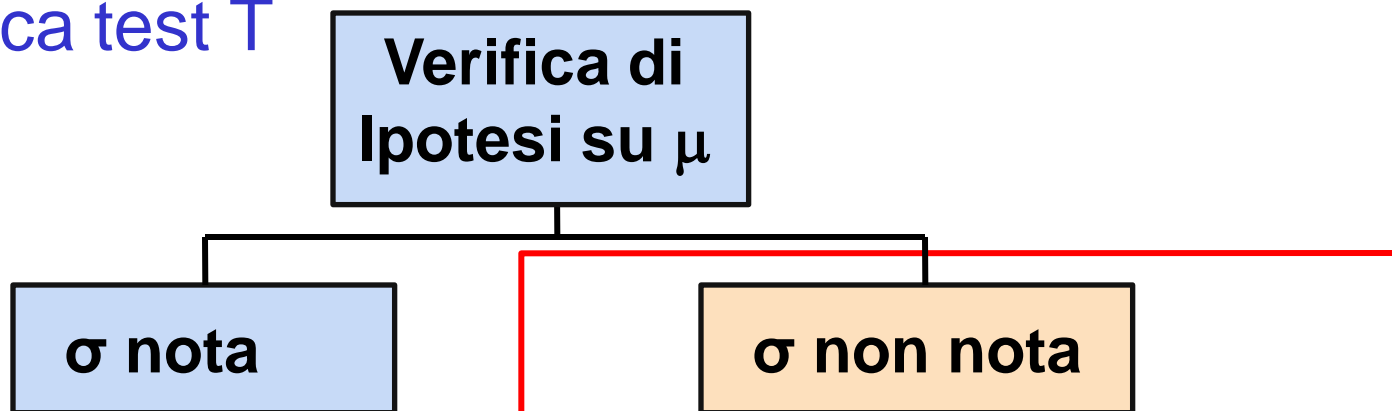 ca test T
Verifica di
Ipotesi su μ
σ nota
σ non nota